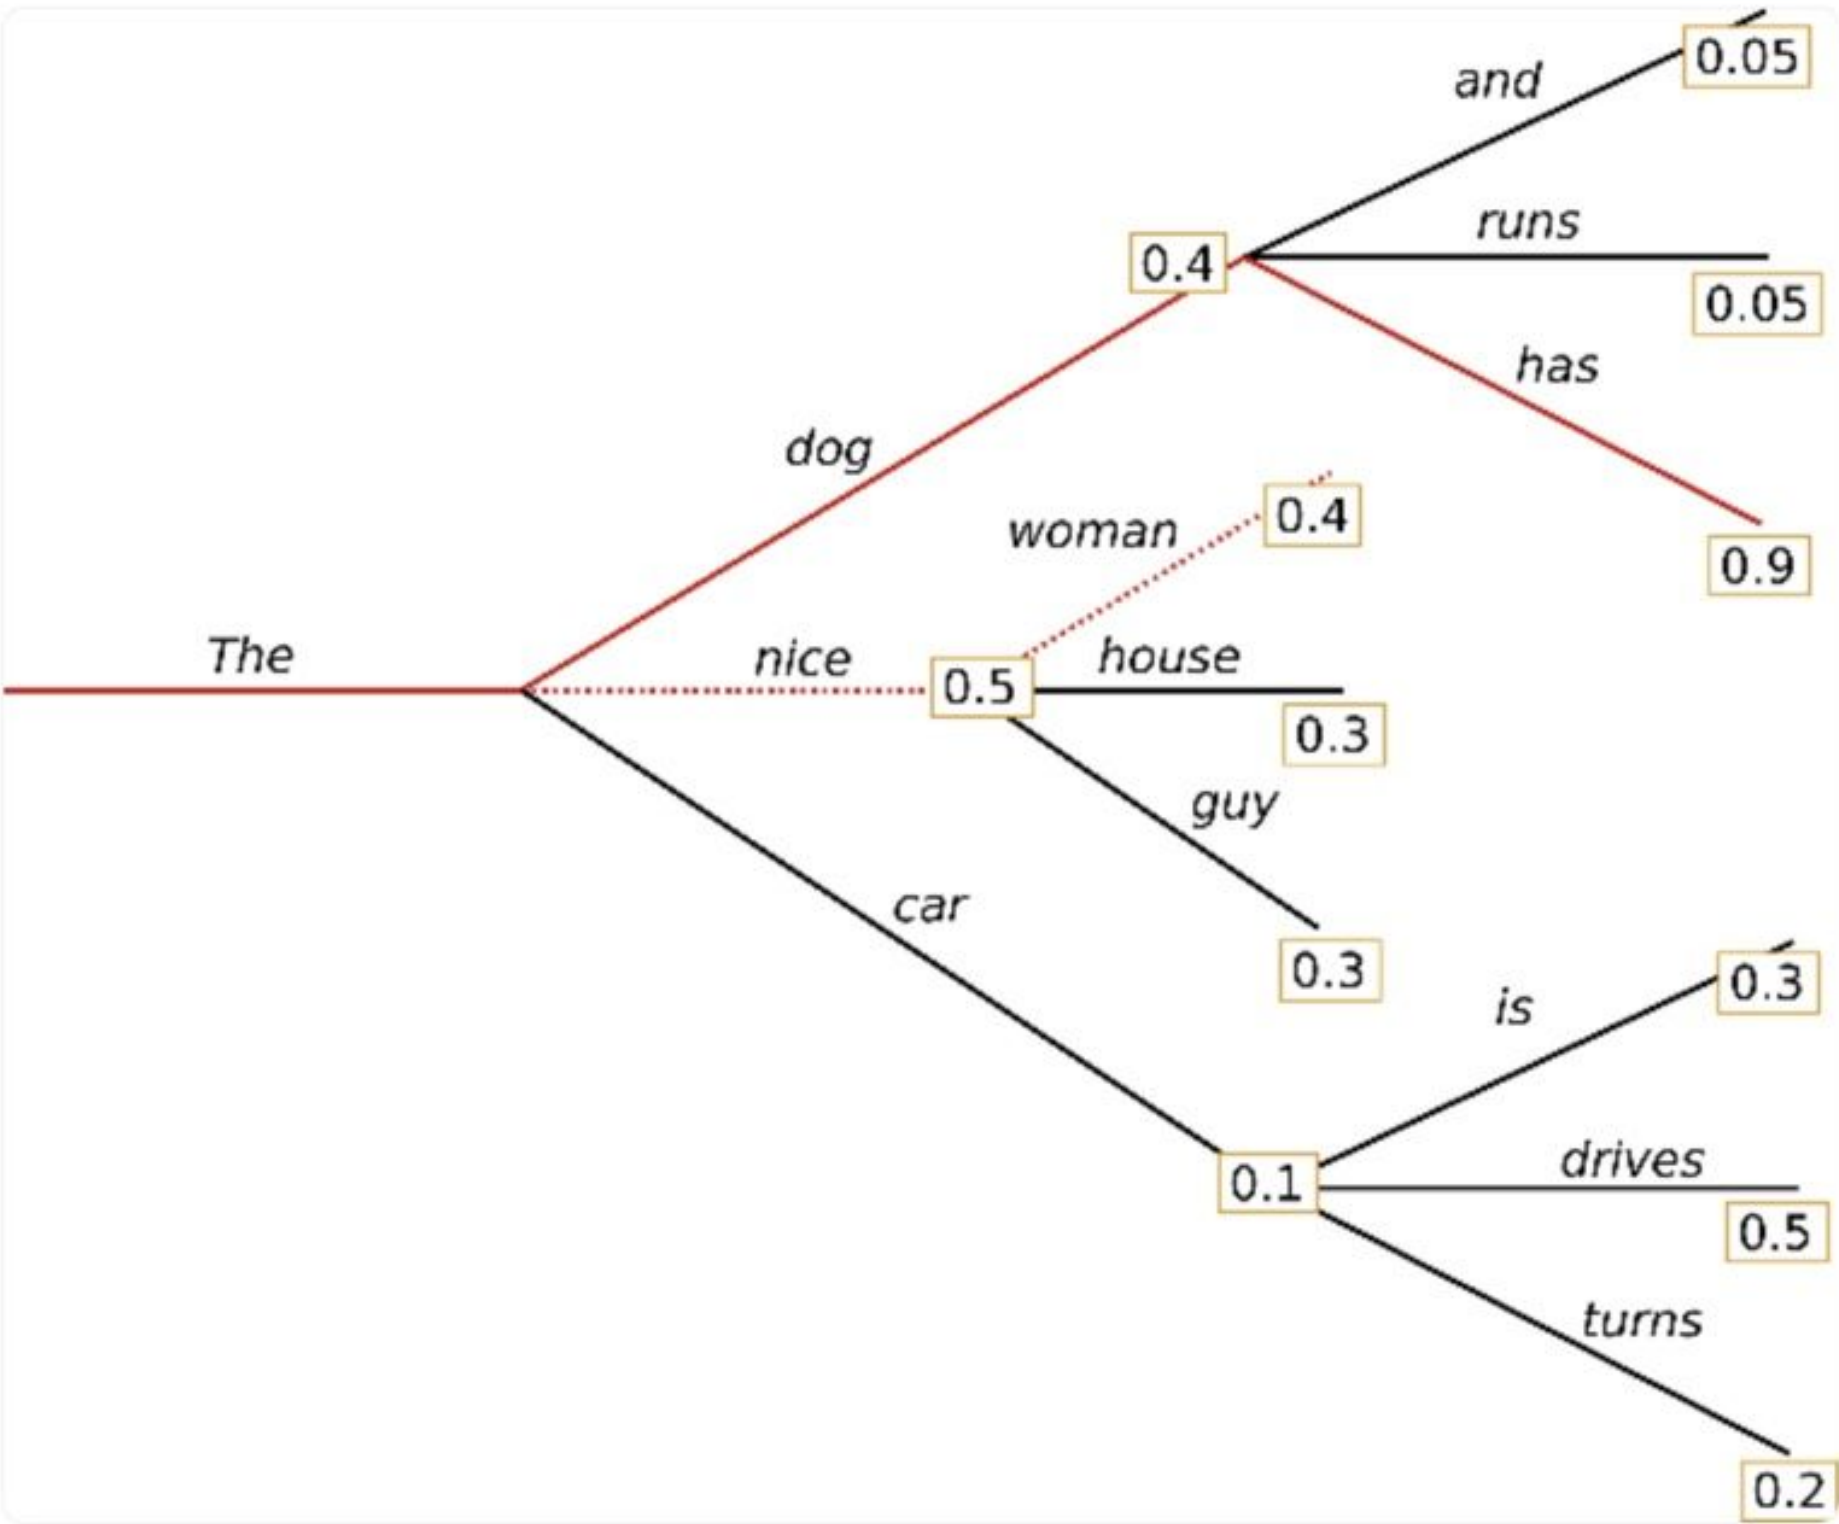 and
0.05
runs
0.4
0.05
has
dog
woman
0.4
0.9
The
nice
0.5
house
0.3
guy
car
0.3
is
0.3
drives
0.1
0.5
turns
0.2